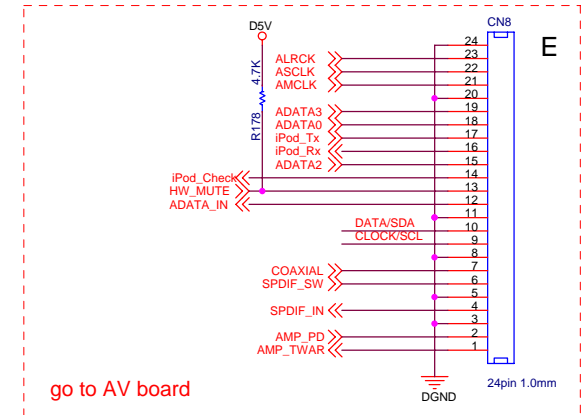 CN8
D5V
E
24
ALRCK 23
ASCLK 22
AMCLK 21
4.7K
20
ADATA3 19
ADATA0 18
R178
iPod_Tx 17
iPod_Rx 16
ADATA2 15
iPod_Check 14
HW_MUTE 13
ADATA_IN 12
11
DATA/SDA 10
CLOCK/SCL 9
8
COAXIAL 7
SPDIF_SW 6
5
SPDIF_IN 4
3
AMP_PD 2
AMP_TWAR 1
go to AV board
24pin 1.0mm
DGND